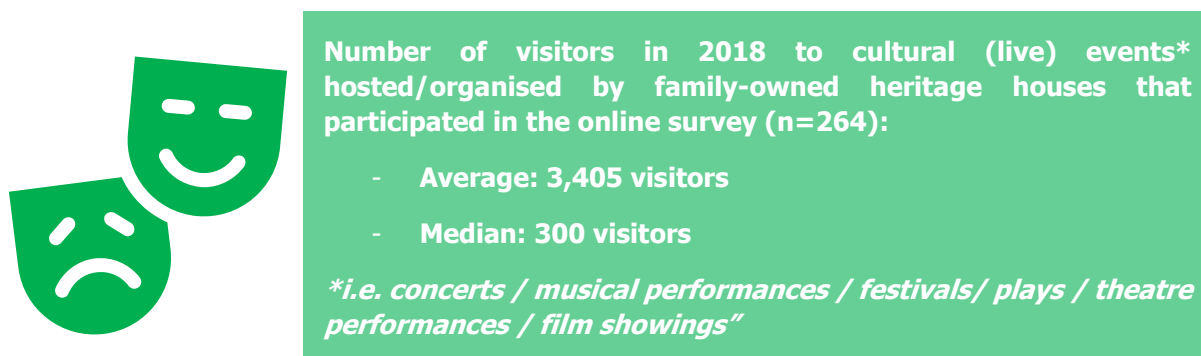 Number of visitors in 2018 to cultural (live) events*
hosted/organised by family-owned heritage houses that
participated in the online survey (n=264):
- Average: 3,405 visitors
- Median: 300 visitors
*i.e. concerts / musical performances / festivals/ plays / theatre
performances / film showings”